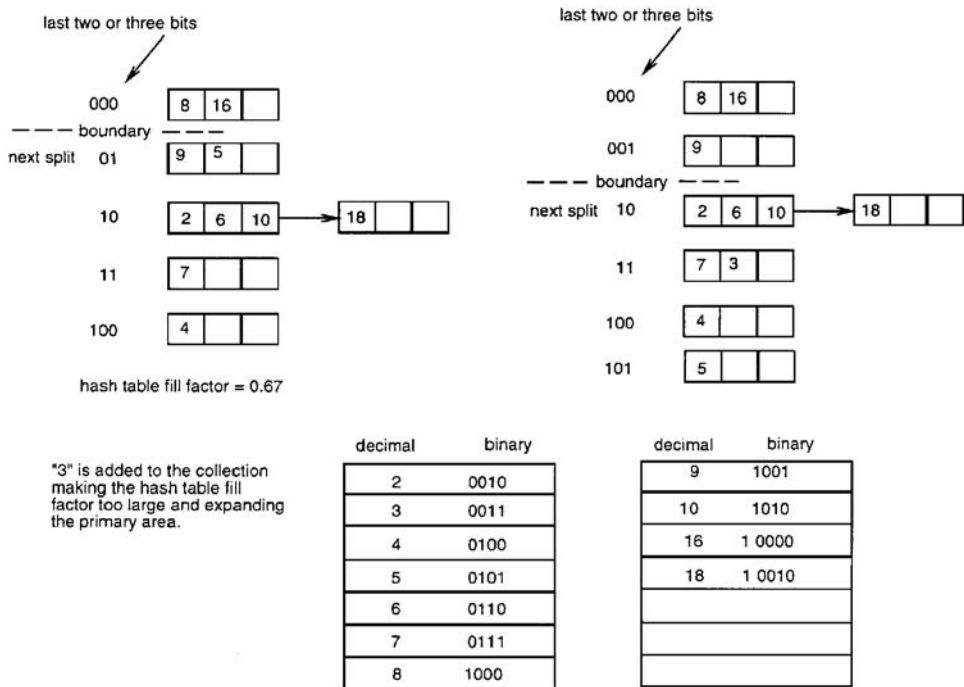 last two or three bits
000 8 16
boundary
next split 01 9 5
10 2 6 10 18
11 7
100 4
hash table fill factor = 0.67
last two or three bits
000 8 16
001 9
boundary
next split 10 2 6 10 18
11 7 3
100 4
101 5
"3" is added to the collection
making the hash table fill
factor too large and expanding
the primary area.
decimal binary
2 0010
3 0011
4 0100
5 0101
6 0110
7 0111
8 1000
decimal binary
9 1001
10 1010
16 1 0000
18 1 0010